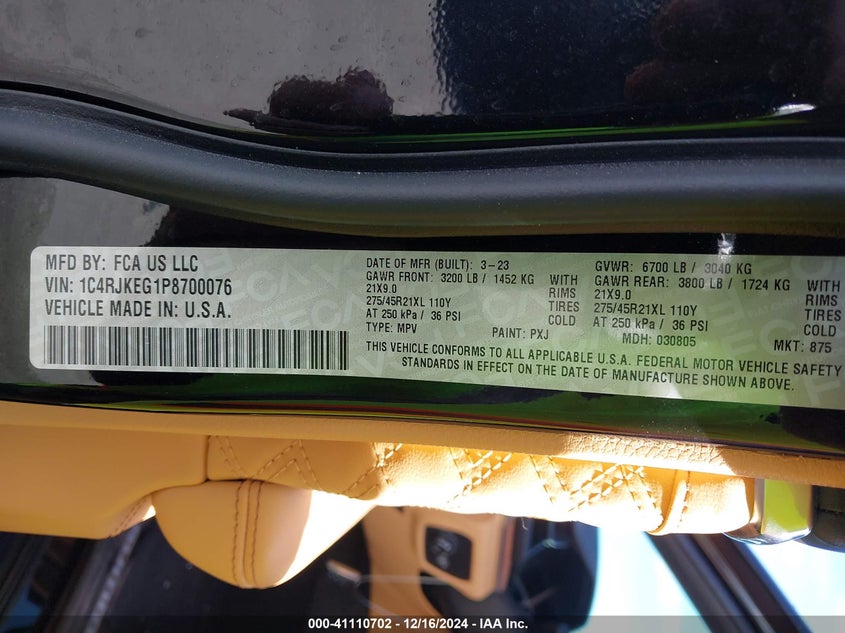 MFD BY: FCA US LLC
VIN: 1C4RJKEG1P8700076
VEHICLE MADE IN: U.S.A.
DATE OF MFR (BUILT): 3-23
GAWR FRONT: 3200 LB / 1452 KG
21X9.0 RIMS
275/45R21XL 110Y TIRES
AT 250 kPa / 36 PSI COLD
TYPE: MPV PAINT: PXJ
GVWR: 6700 LB / 3040 KG
GAWR REAR: 3800 LB / 1724 KG WITH
21X9.0 RIMS
275/45R21XL 110Y TIRES
AT 250 kPa / 36 PSI COLD
MDH: 030805 MKT: 875
THIS VEHICLE CONFORMS TO ALL APPLICABLE U.S.A. FEDERAL MOTOR VEHICLE SAFETY
STANDARDS IN EFFECT ON THE DATE OF MANUFACTURE SHOWN ABOVE.
000-41110702 - 12/16/2024 - IAA Inc.